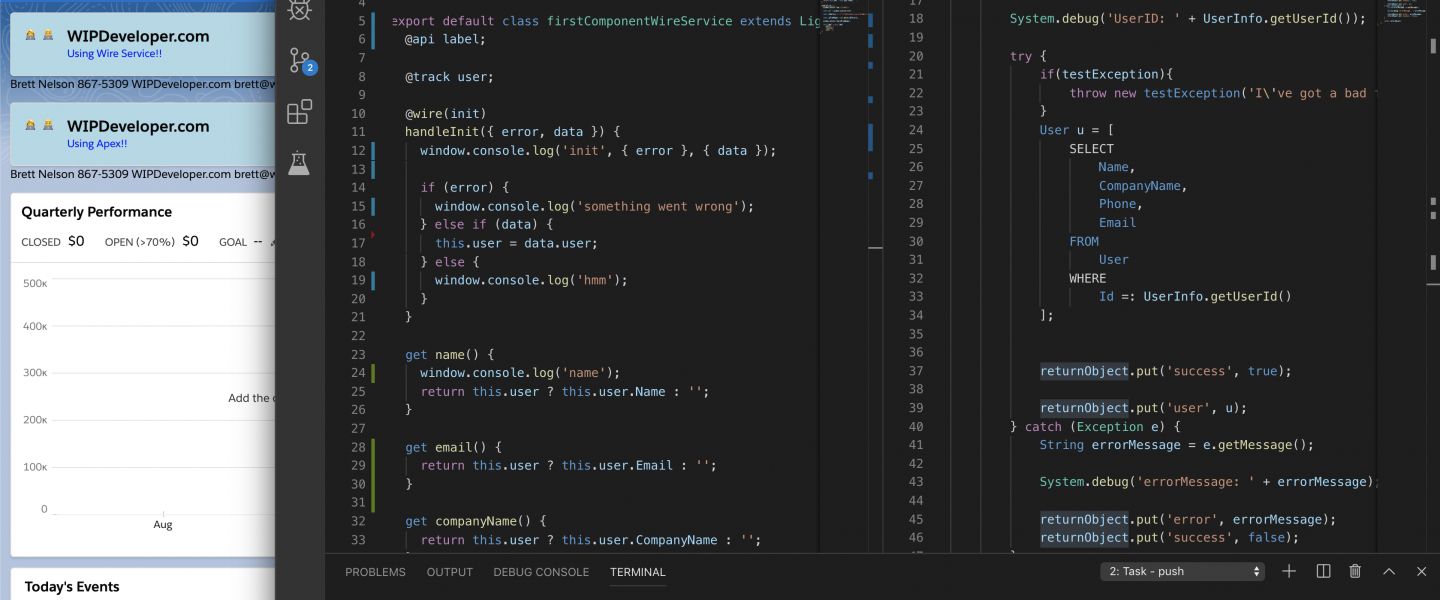 WIPDeveloper.com
Using Wire Service!!
Brett Nelson 867-5309 WIPDeveloper.com brett@w
WIPDeveloper.com
Using Apex!!
Brett Nelson 867-5309 WIPDeveloper.com brett@w
Quarterly Performance
CLOSED $0 OPEN (>70%) $0 GOAL --
500K
400K
300K
Add the
200K
100K
0
Aug
Today's Events
2
4
5 export default class firstComponentWireService extends Lig
6 @api label;
7
8 @track user;
9
10 @wire(init)
11 handleInit({ error, data }) {
12 window.console.log('init', { error }, { data });
13
14 if (error) {
15 window.console.log('something went wrong');
16 } else if (data) {
17 this.user = data.user;
18 } else {
19 window.console.log('hmm');
20 }
21 }
22
23 get name() {
24 window.console.log('name');
25 return this.user ? this.user.Name : '';
26 }
27
28 get email() {
29 return this.user ? this.user.Email : '';
30 }
31
32 get companyName() {
33 return this.user ? this.user.CompanyName : '';
17
18 System.debug('UserID: ' + UserInfo.getUserId());
19
20 try {
21 if(testException){
22 throw new testException('I\'ve got a bad
23 }
24 User u = [
25 SELECT
26 Name,
27 CompanyName,
28 Phone,
29 Email
30 FROM
31 User
32 WHERE
33 Id =: UserInfo.getUserId()
34 ];
35
36
37 returnObject.put('success', true);
38
39 returnObject.put('user', u);
40 } catch (Exception e) {
41 String errorMessage = e.getMessage();
42
43 System.debug('errorMessage: ' + errorMessage);
44
45 returnObject.put('error', errorMessage);
46 returnObject.put('success', false);
PROBLEMS OUTPUT DEBUG CONSOLE TERMINAL
2: Task - push